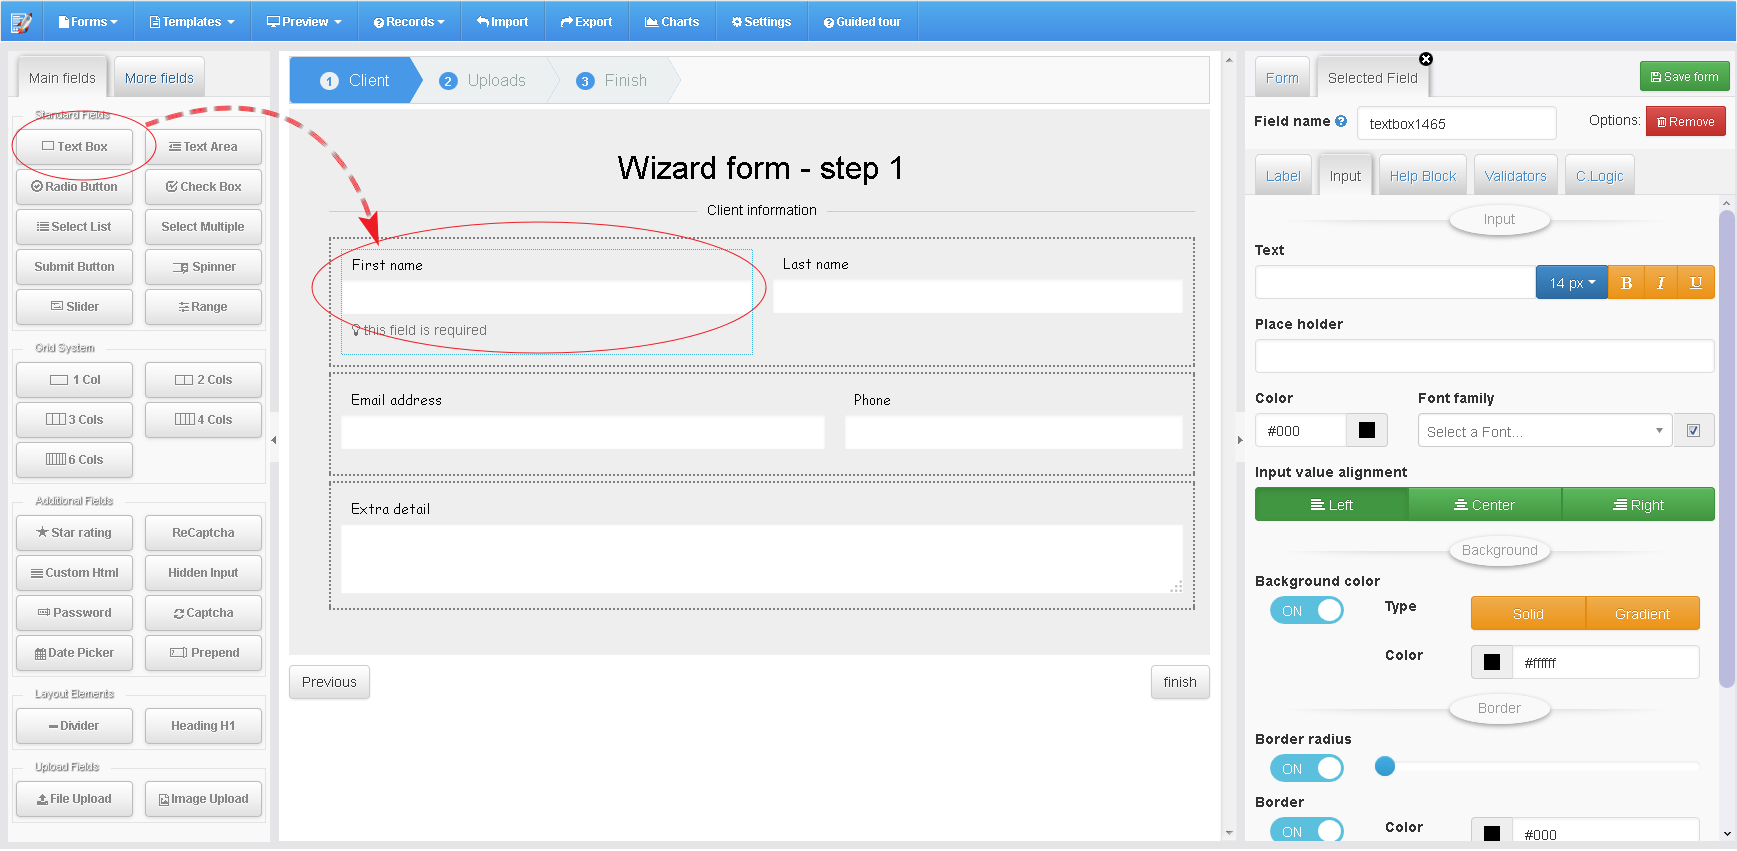 Forms
Templates
Preview
Records
Import
Export
Charts
Settings
Guided tour
Main fields
More fields
Standard Fields
Text Box
Text Area
Radio Button
Check Box
Select List
Select Multiple
Submit Button
Spinner
Slider
Range
Grid System
1 Col
2 Cols
3 Cols
4 Cols
6 Cols
Additional Fields
Star rating
ReCaptcha
Custom Html
Hidden Input
Password
Captcha
Date Picker
Prepend
Layout Elements
Divider
Heading H1
Upload Fields
File Upload
Image Upload
1 Client
2 Uploads
3 Finish
Wizard form - step 1
Client information
First name
Last name
this field is required
Email address
Phone
Extra detail
Previous
finish
Form
Selected Field
Save form
Field name
textbox1465
Options:
Remove
Label
Input
Help Block
Validators
C.Logic
Input
Text
14 px
B
I
U
Place holder
Color
Font family
#000
Select a Font...
Input value alignment
Left
Center
Right
Background
Background color
ON
Type
Solid
Gradient
Color
#ffffff
Border
Border radius
ON
Border
ON
Color
#000